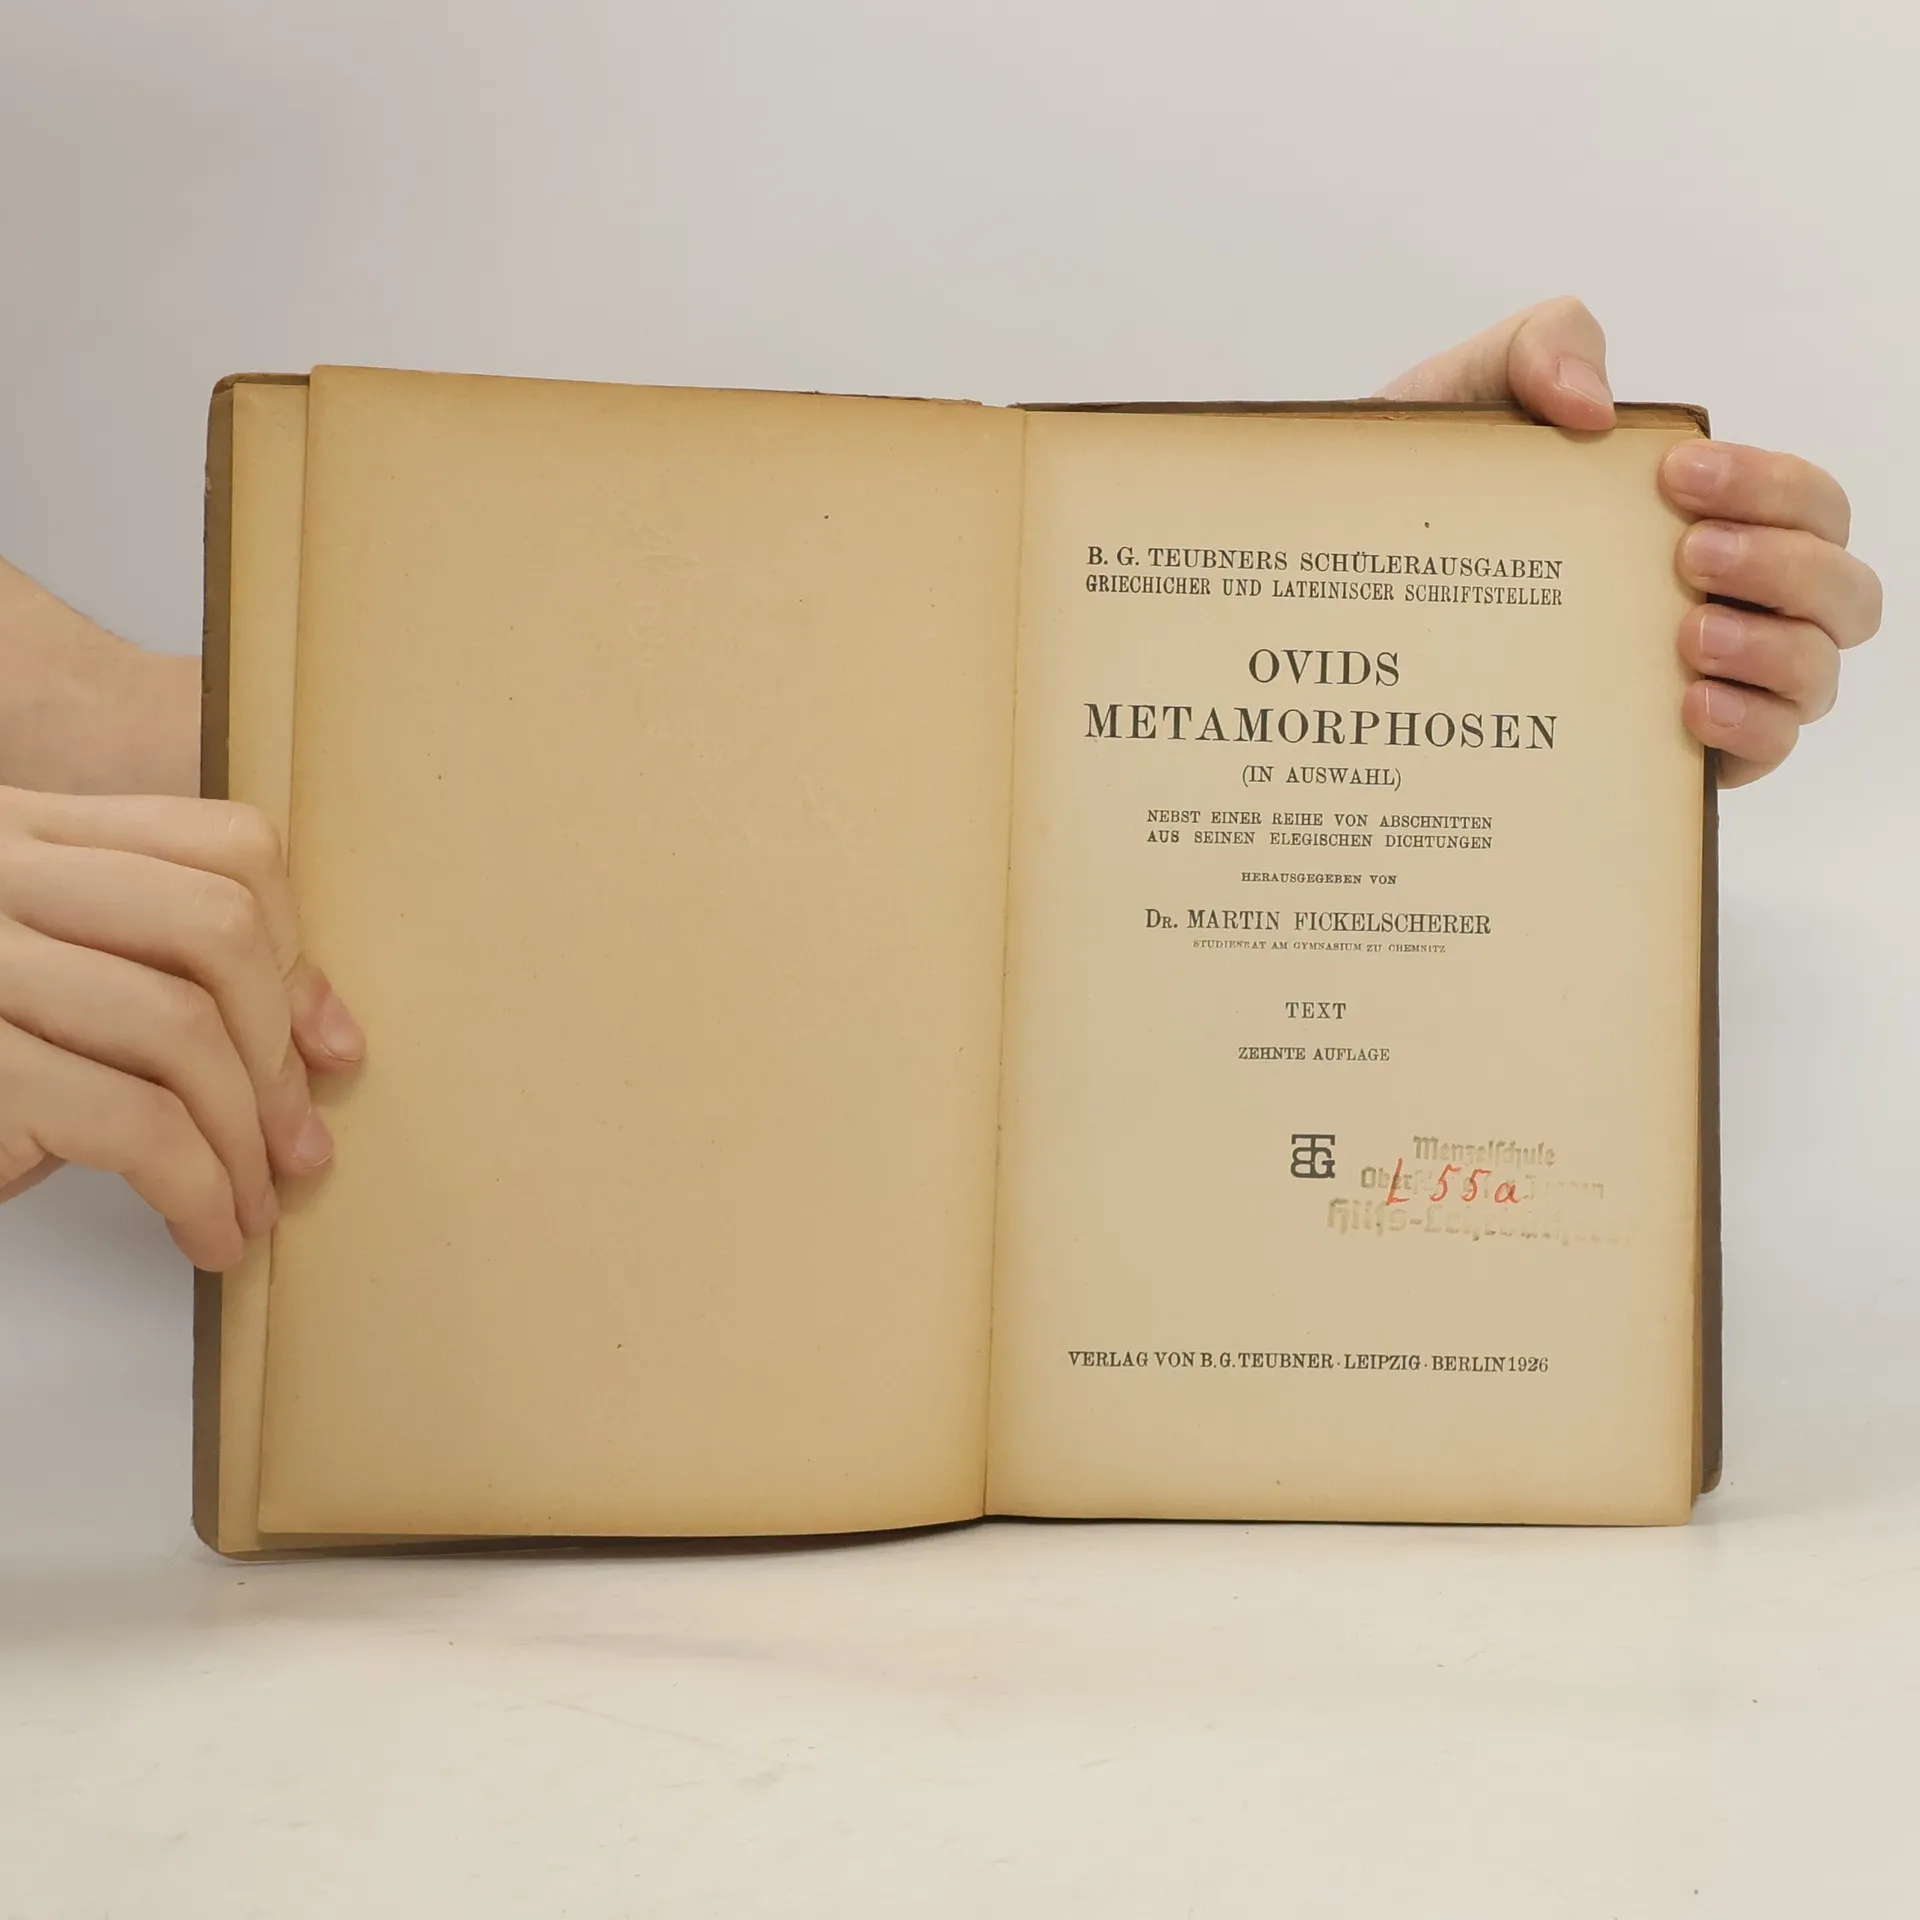 B. G. TEUBNERS SCHÜLERAUSGABEN
GRIECHICHER UND LATEINISCER SCHRIFTSTELLER
OVIDS
METAMORPHOSEN
(IN AUSWAHL)
NEBST EINER REIHE VON ABSCHNITTEN
AUS SEINEN ELEGISCHEN DICHTUNGEN
HERAUSGEGEBEN VON
DR. MARTIN FICKELSCHERER
STUDIENRAT AM GYMNASIUM ZU CHEMNITZ
TEXT
ZEHNTE AUFLAGE
BTG
Menzelschule
L 55a
VERLAG VON B. G. TEUBNER · LEIPZIG · BERLIN 1926